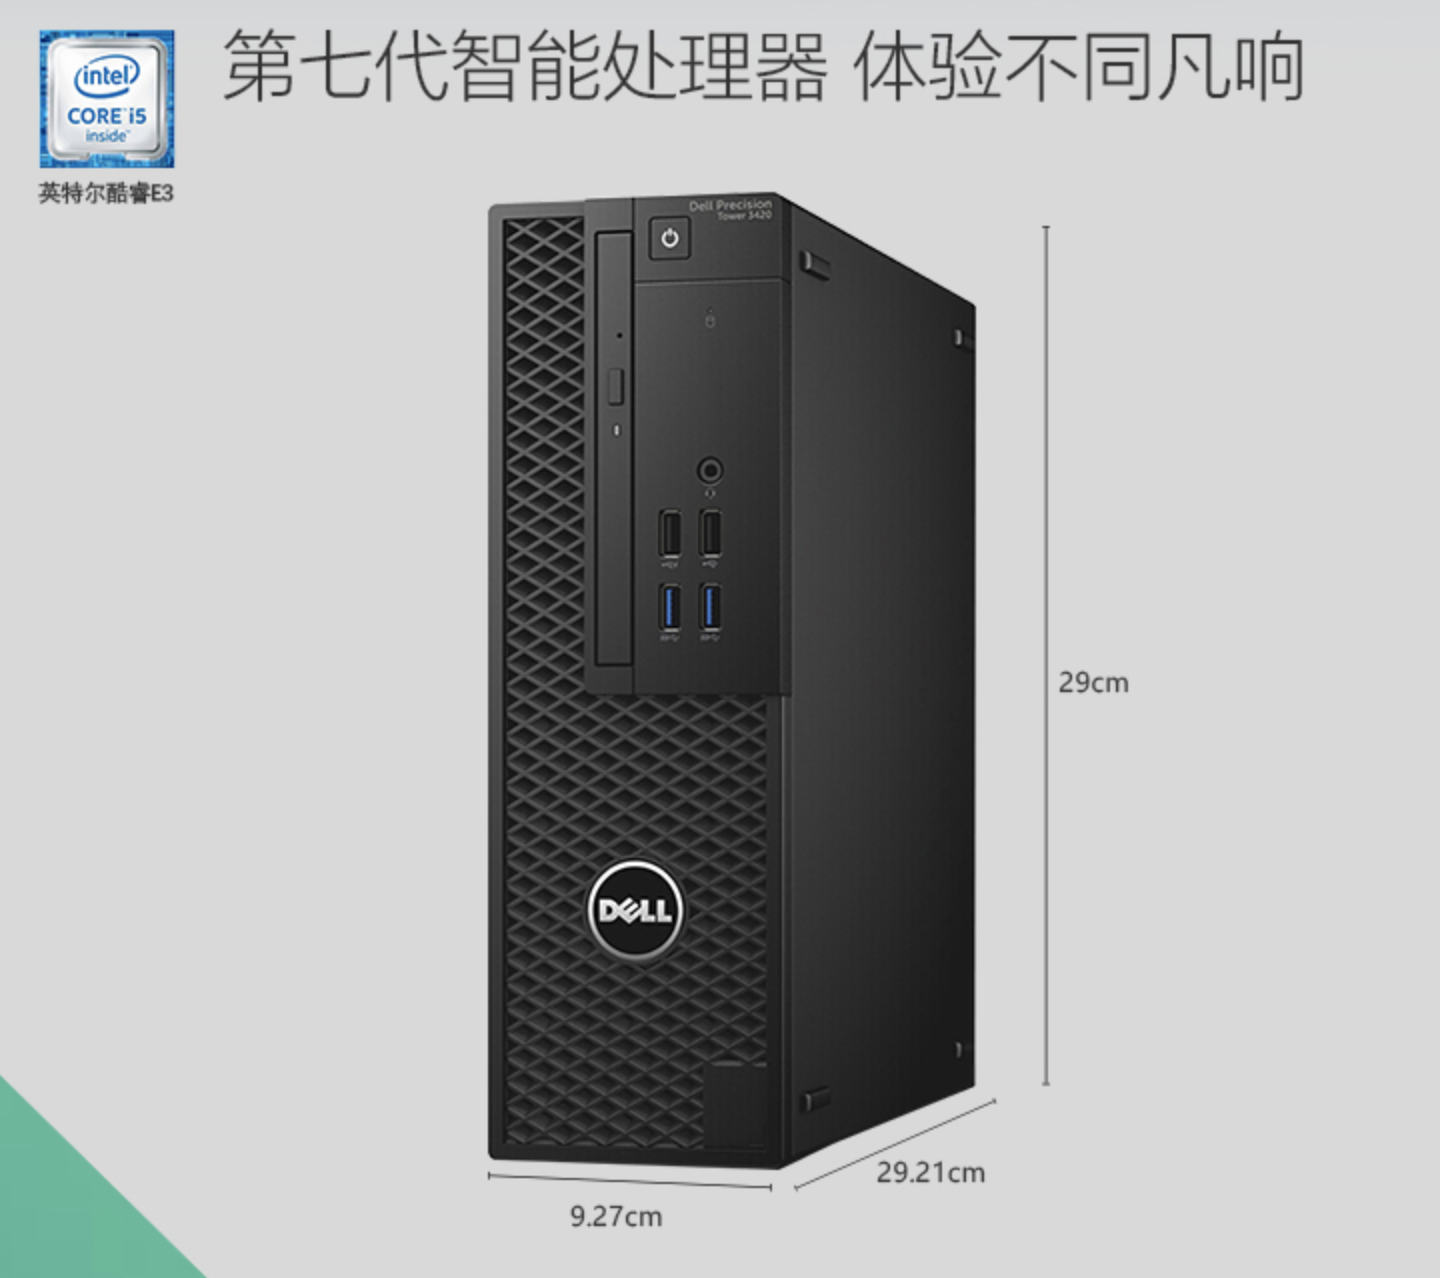 第七代智能处理器 体验不同凡响
intel
CORE i5
inside™
英特尔酷睿E3
Dell Precision
Tower 3420
DELL
29cm
29.21cm
9.27cm